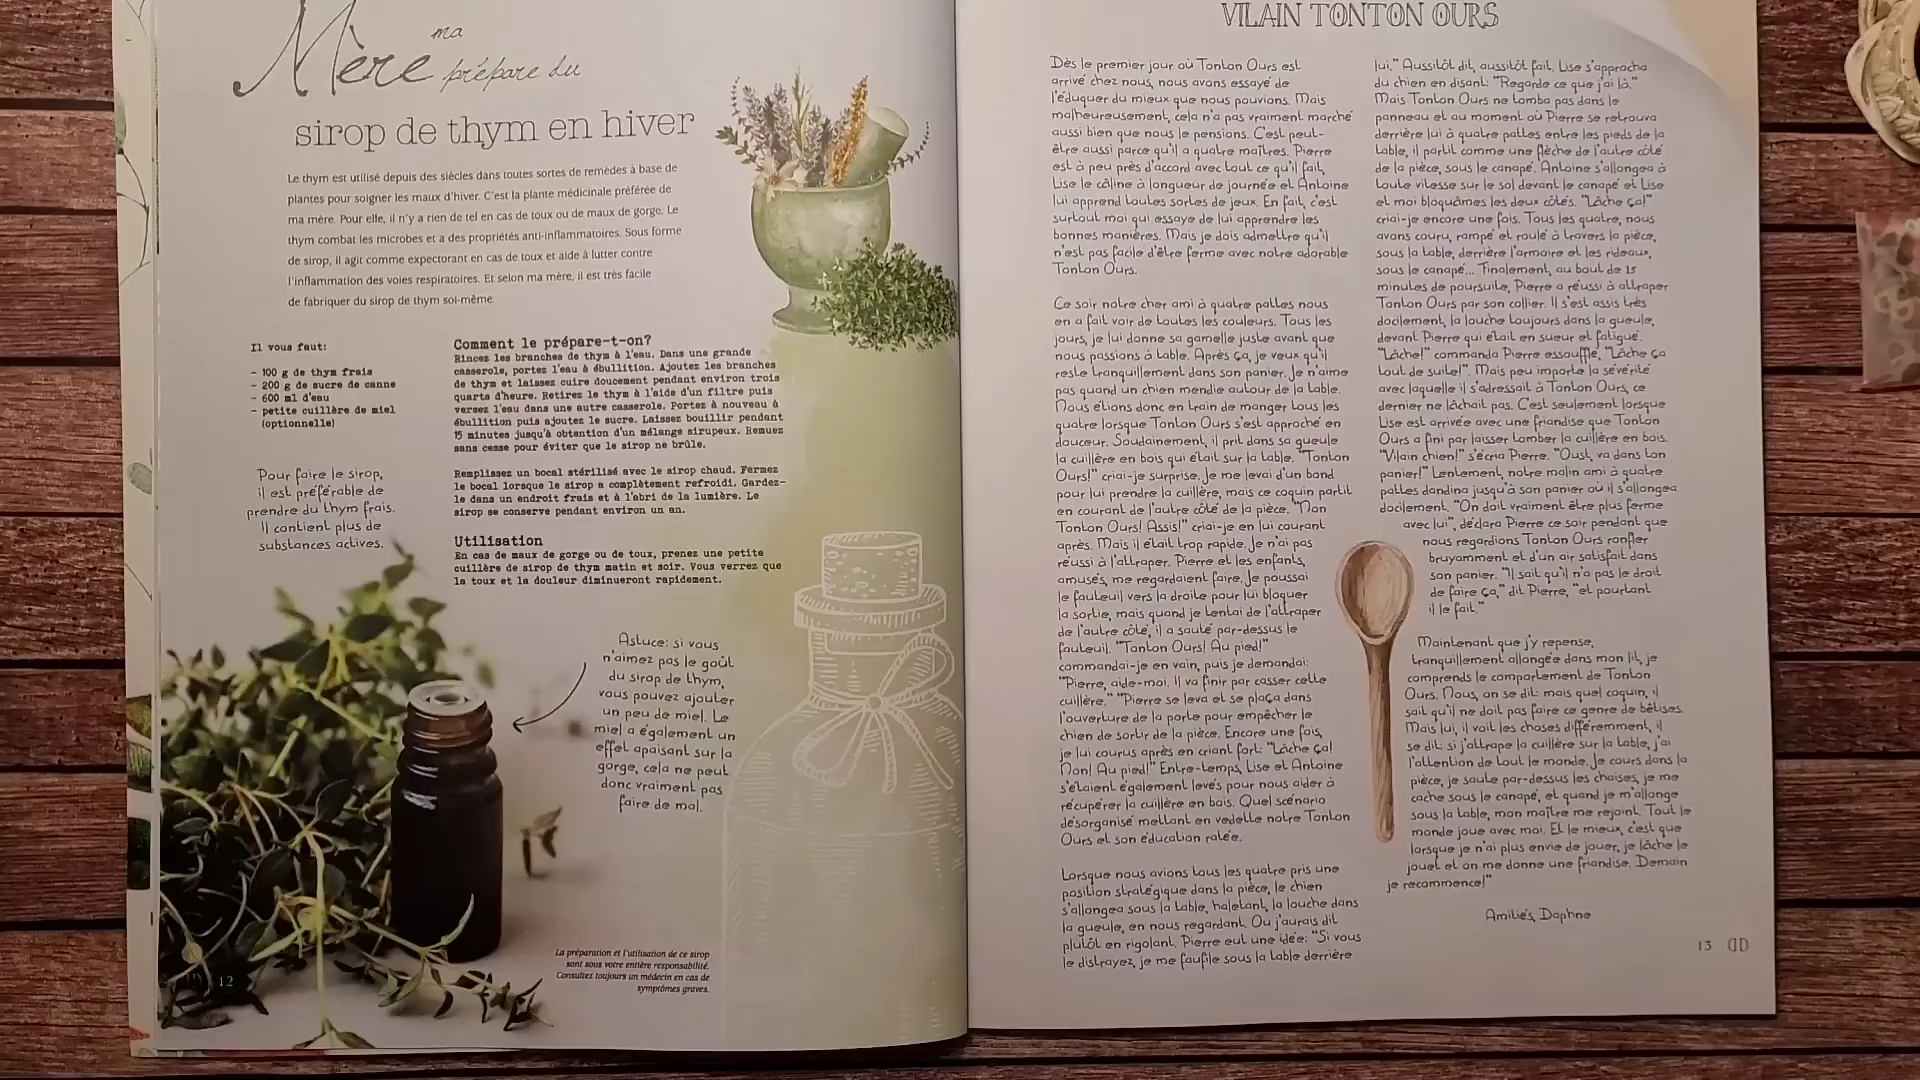 ma
Mère prépare du
sirop de thym en hiver
Le thym est utilisé depuis des siècles dans toutes sortes de remèdes à base de
plantes pour soigner les maux d'hiver. C'est la plante médicinale préférée de
ma mère. Pour elle, il n'y a rien de tel en cas de toux ou de maux de gorge. Le
thym combat les microbes et a des propriétés anti-inflammatoires. Sous forme
de sirop, il agit comme expectorant en cas de toux et aide à lutter contre
l'inflammation des voies respiratoires. Et selon ma mère, il est très facile
de fabriquer du sirop de thym soi-même.
Il vous faut:
- 100 g de thym frais
- 200 g de sucre de canne
- 600 ml d'eau
- petite cuillère de miel
(optionnelle)
Pour faire le sirop,
il est préférable de
prendre du thym frais.
Il contient plus de
substances actives.
Comment le prépare-t-on?
Rincez les branches de thym à l'eau. Dans une grande
casserole, portez l'eau à ébullition. Ajoutez les branches
de thym et laissez cuire doucement pendant environ trois
quarts d'heure. Retirez le thym à l'aide d'un filtre puis
versez l'eau dans une autre casserole. Portez à nouveau à
ébullition puis ajoutez le sucre. Laissez bouillir pendant
15 minutes jusqu'à obtention d'un mélange sirupeux. Remuez
sans cesse pour éviter que le sirop ne brûle.
Remplissez un bocal stérilisé avec le sirop chaud. Fermez
le bocal lorsque le sirop a complètement refroidi. Gardez-
le dans un endroit frais et à l'abri de la lumière. Le
sirop se conserve pendant environ un an.
Utilisation
En cas de maux de gorge ou de toux, prenez une petite
cuillère de sirop de thym matin et soir. Vous verrez que
la toux et la douleur diminueront rapidement.
Astuce: si vous
n'aimez pas le goût
du sirop de thym,
vous pouvez ajouter
un peu de miel. Le
miel a également un
effet apaisant sur la
gorge, cela ne peut
donc vraiment pas
faire de mal.
La préparation et l'utilisation de ce sirop
sont sous votre entière responsabilité.
Consultez toujours un médecin en cas de
symptômes graves.
12
VILAIN TONTON OURS
Dès le premier jour où Tonton Ours est
arrivé chez nous, nous avons essayé de
l'éduquer du mieux que nous pouvions. Mais
malheureusement, cela n'a pas vraiment marché
aussi bien que nous le pensions. C'est peut-
être aussi parce qu'il a quatre maîtres. Pierre
est à peu près d'accord avec tout ce qu'il fait,
Lise le câline à longueur de journée et Antoine
lui apprend toutes sortes de jeux. En fait, c'est
surtout moi qui essaye de lui apprendre les
bonnes manières. Mais je dois admettre qu'il
n'est pas facile d'être ferme avec notre adorable
Tonton Ours.
Ce soir notre cher ami à quatre pattes nous
en a fait voir de toutes les couleurs. Tous les
jours, je lui donne sa gamelle juste avant que
nous passions à table. Après ça, je veux qu'il
reste tranquillement dans son panier. Je n'aime
pas quand un chien mendie autour de la table.
Nous étions donc en train de manger tous les
quatre lorsque Tonton Ours s'est approché en
douceur. Soudainement, il prit dans sa gueule
la cuillère en bois qui était sur la table. "Tonton
Ours!" criai-je surprise. Je me levai d'un bond
pour lui prendre la cuillère, mais ce coquin partit
en courant de l'autre côté de la pièce. "Non
Tonton Ours! Assis!" criai-je en lui courant
après. Mais il était trop rapide. Je n'ai pas
réussi à l'attraper. Pierre et les enfants,
amusés, me regardaient faire. Je poussai
le fauteuil vers la droite pour lui bloquer
la sortie, mais quand je tentai de l'attraper
de l'autre côté, il a sauté par-dessus le
fauteuil. "Tonton Ours! Au pied!"
commandai-je en vain, puis je demandai:
"Pierre, aide-moi. Il va finir par casser cette
cuillère." "Pierre se leva et se plaça dans
l'ouverture de la porte pour empêcher le
chien de sortir de la pièce. Encore une fois,
je lui courus après en criant fort: "Lâche ça!
Non! Au pied!" Entre-temps, Lise et Antoine
s'étaient également levés pour nous aider à
récupérer la cuillère en bois. Quel scénario
désorganisé mettant en vedette notre Tonton
Ours et son éducation ratée.
Lorsque nous avions tous les quatre pris une
position stratégique dans la pièce, le chien
s'allongea sous la table, haletant, la louche dans
la gueule, en nous regardant. Ou j'aurais dit
plutôt en rigolant. Pierre eut une idée: "Si vous
le distrayez, je me faufile sous la table derrière
lui." Aussitôt dit, aussitôt fait. Lise s'approcha
du chien en disant: "Regarde ce que j'ai là."
Mais Tonton Ours ne tomba pas dans le
panneau et au moment où Pierre se retrouva
derrière lui à quatre pattes entre les pieds de la
table, il partit comme une flèche de l'autre côté
de la pièce, sous le canapé. Antoine s'allongea à
toute vitesse sur le sol devant le canapé et Lise
et moi bloquâmes les deux côtés. "Lâche ça!"
criai-je encore une fois. Tous les quatre, nous
avons couru, rampé et roulé à travers la pièce,
sous la table, derrière l'armoire et les rideaux,
sous le canapé... Finalement, au bout de 15
minutes de poursuite, Pierre a réussi à attraper
Tonton Ours par son collier. Il s'est assis très
docilement, la louche toujours dans la gueule,
devant Pierre qui était en sueur et fatigué.
"Lâche!" commanda Pierre essoufflé, "Lâche ça
tout de suite!". Mais peu importe la sévérité
avec laquelle il s'adressait à Tonton Ours, ce
dernier ne lâchait pas. C'est seulement lorsque
Lise est arrivée avec une friandise que Tonton
Ours a fini par laisser tomber la cuillère en bois.
"Vilain chien!" s'écria Pierre. "Oust, va dans ton
panier!" Lentement, notre malin ami à quatre
pattes dandina jusqu'à son panier où il s'allongea
docilement. "On doit vraiment être plus ferme
avec lui", déclara Pierre ce soir pendant que
nous regardions Tonton Ours ronfler
bruyamment et d'un air satisfait dans
son panier. "Il sait qu'il n'a pas le droit
de faire ça," dit Pierre, "et pourtant
il le fait."
Maintenant que j'y repense,
tranquillement allongée dans mon lit, je
comprends le comportement de Tonton
Ours. Nous, on se dit: mais quel coquin, il
sait qu'il ne doit pas faire ce genre de bêtises.
Mais lui, il voit les choses différemment, il
se dit: si j'attrape la cuillère sur la table, j'ai
l'attention de tout le monde. Je cours dans la
pièce, je saute par-dessus les chaises, je me
cache sous le canapé, et quand je m'allonge
sous la table, mon maître me rejoint. Tout le
monde joue avec moi. Et le mieux, c'est que
lorsque je n'ai plus envie de jouer, je lâche le
jouet et on me donne une friandise. Demain
je recommence!"
Amitiés, Daphne
13 DD